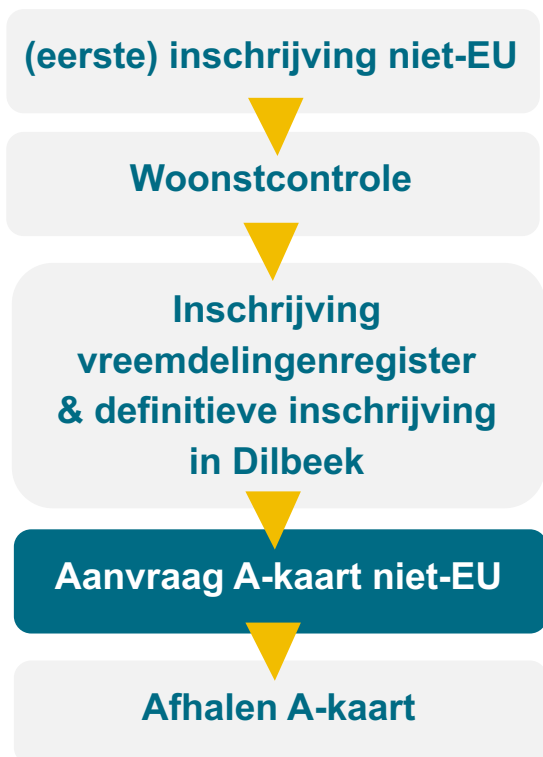 (eerste) inschrijving niet-EU
Woonstcontrole
Inschrijving
vreemdelingenregister
& definitieve inschrijving
in Dilbeek
Aanvraag A-kaart niet-EU
Afhalen A-kaart